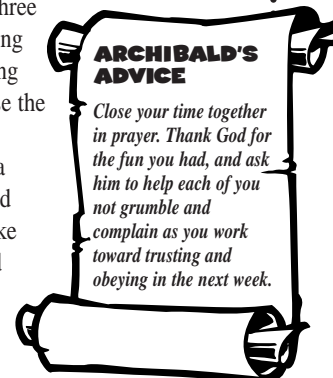 three
ng
ng
e the
a
d
ke
ARCHIBALD'S
ADVICE
Close your time together
in prayer. Thank God for
the fun you had, and ask
him to help each of you
not grumble and
complain as you work
toward trusting and
obeying in the next week.